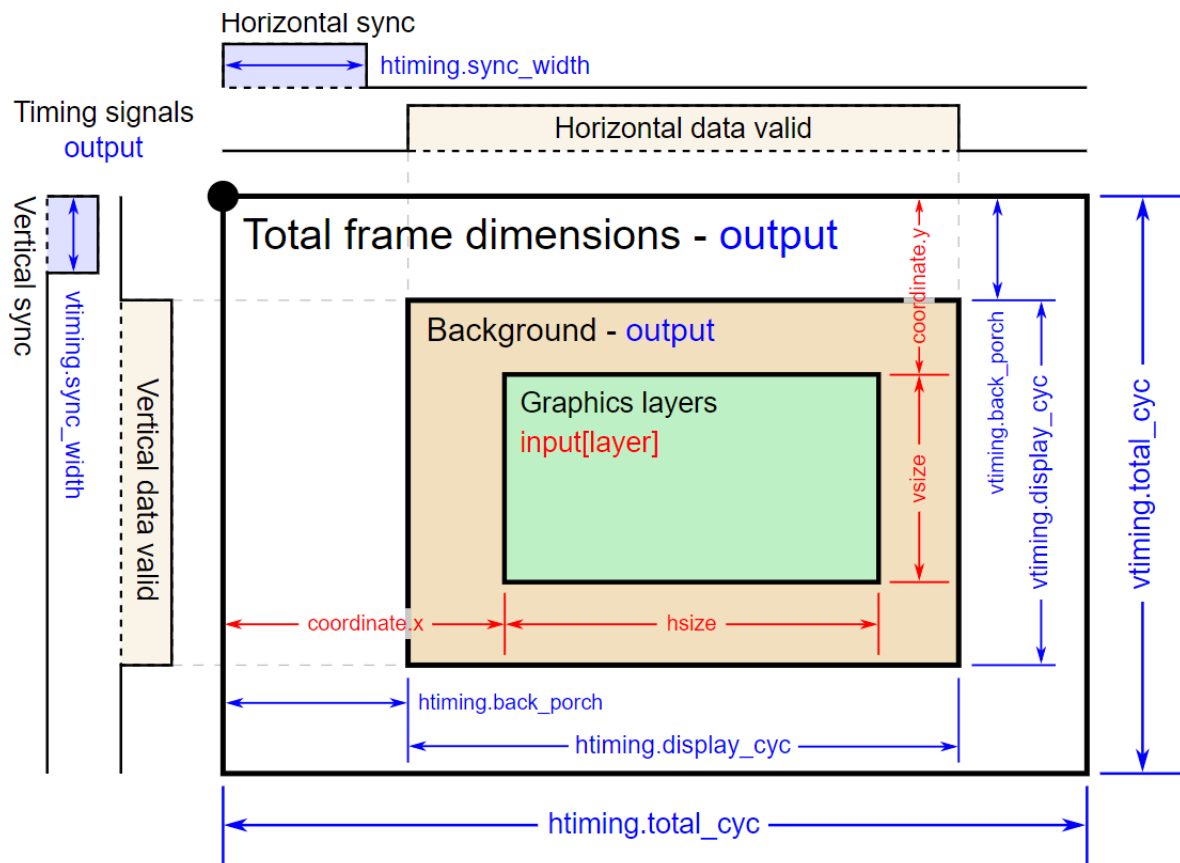 Horizontal sync
htiming.sync_width
Timing signals
output
Horizontal data valid
Vertical sync
vtiming.sync_width
Vertical data valid
Total frame dimensions - output
coordinate.y
vtiming.back_porch
vtiming.display_cyc
vtiming.total_cyc
Background - output
Graphics layers
input[layer]
vsize
coordinate.x
hsize
htiming.back_porch
htiming.display_cyc
htiming.total_cyc